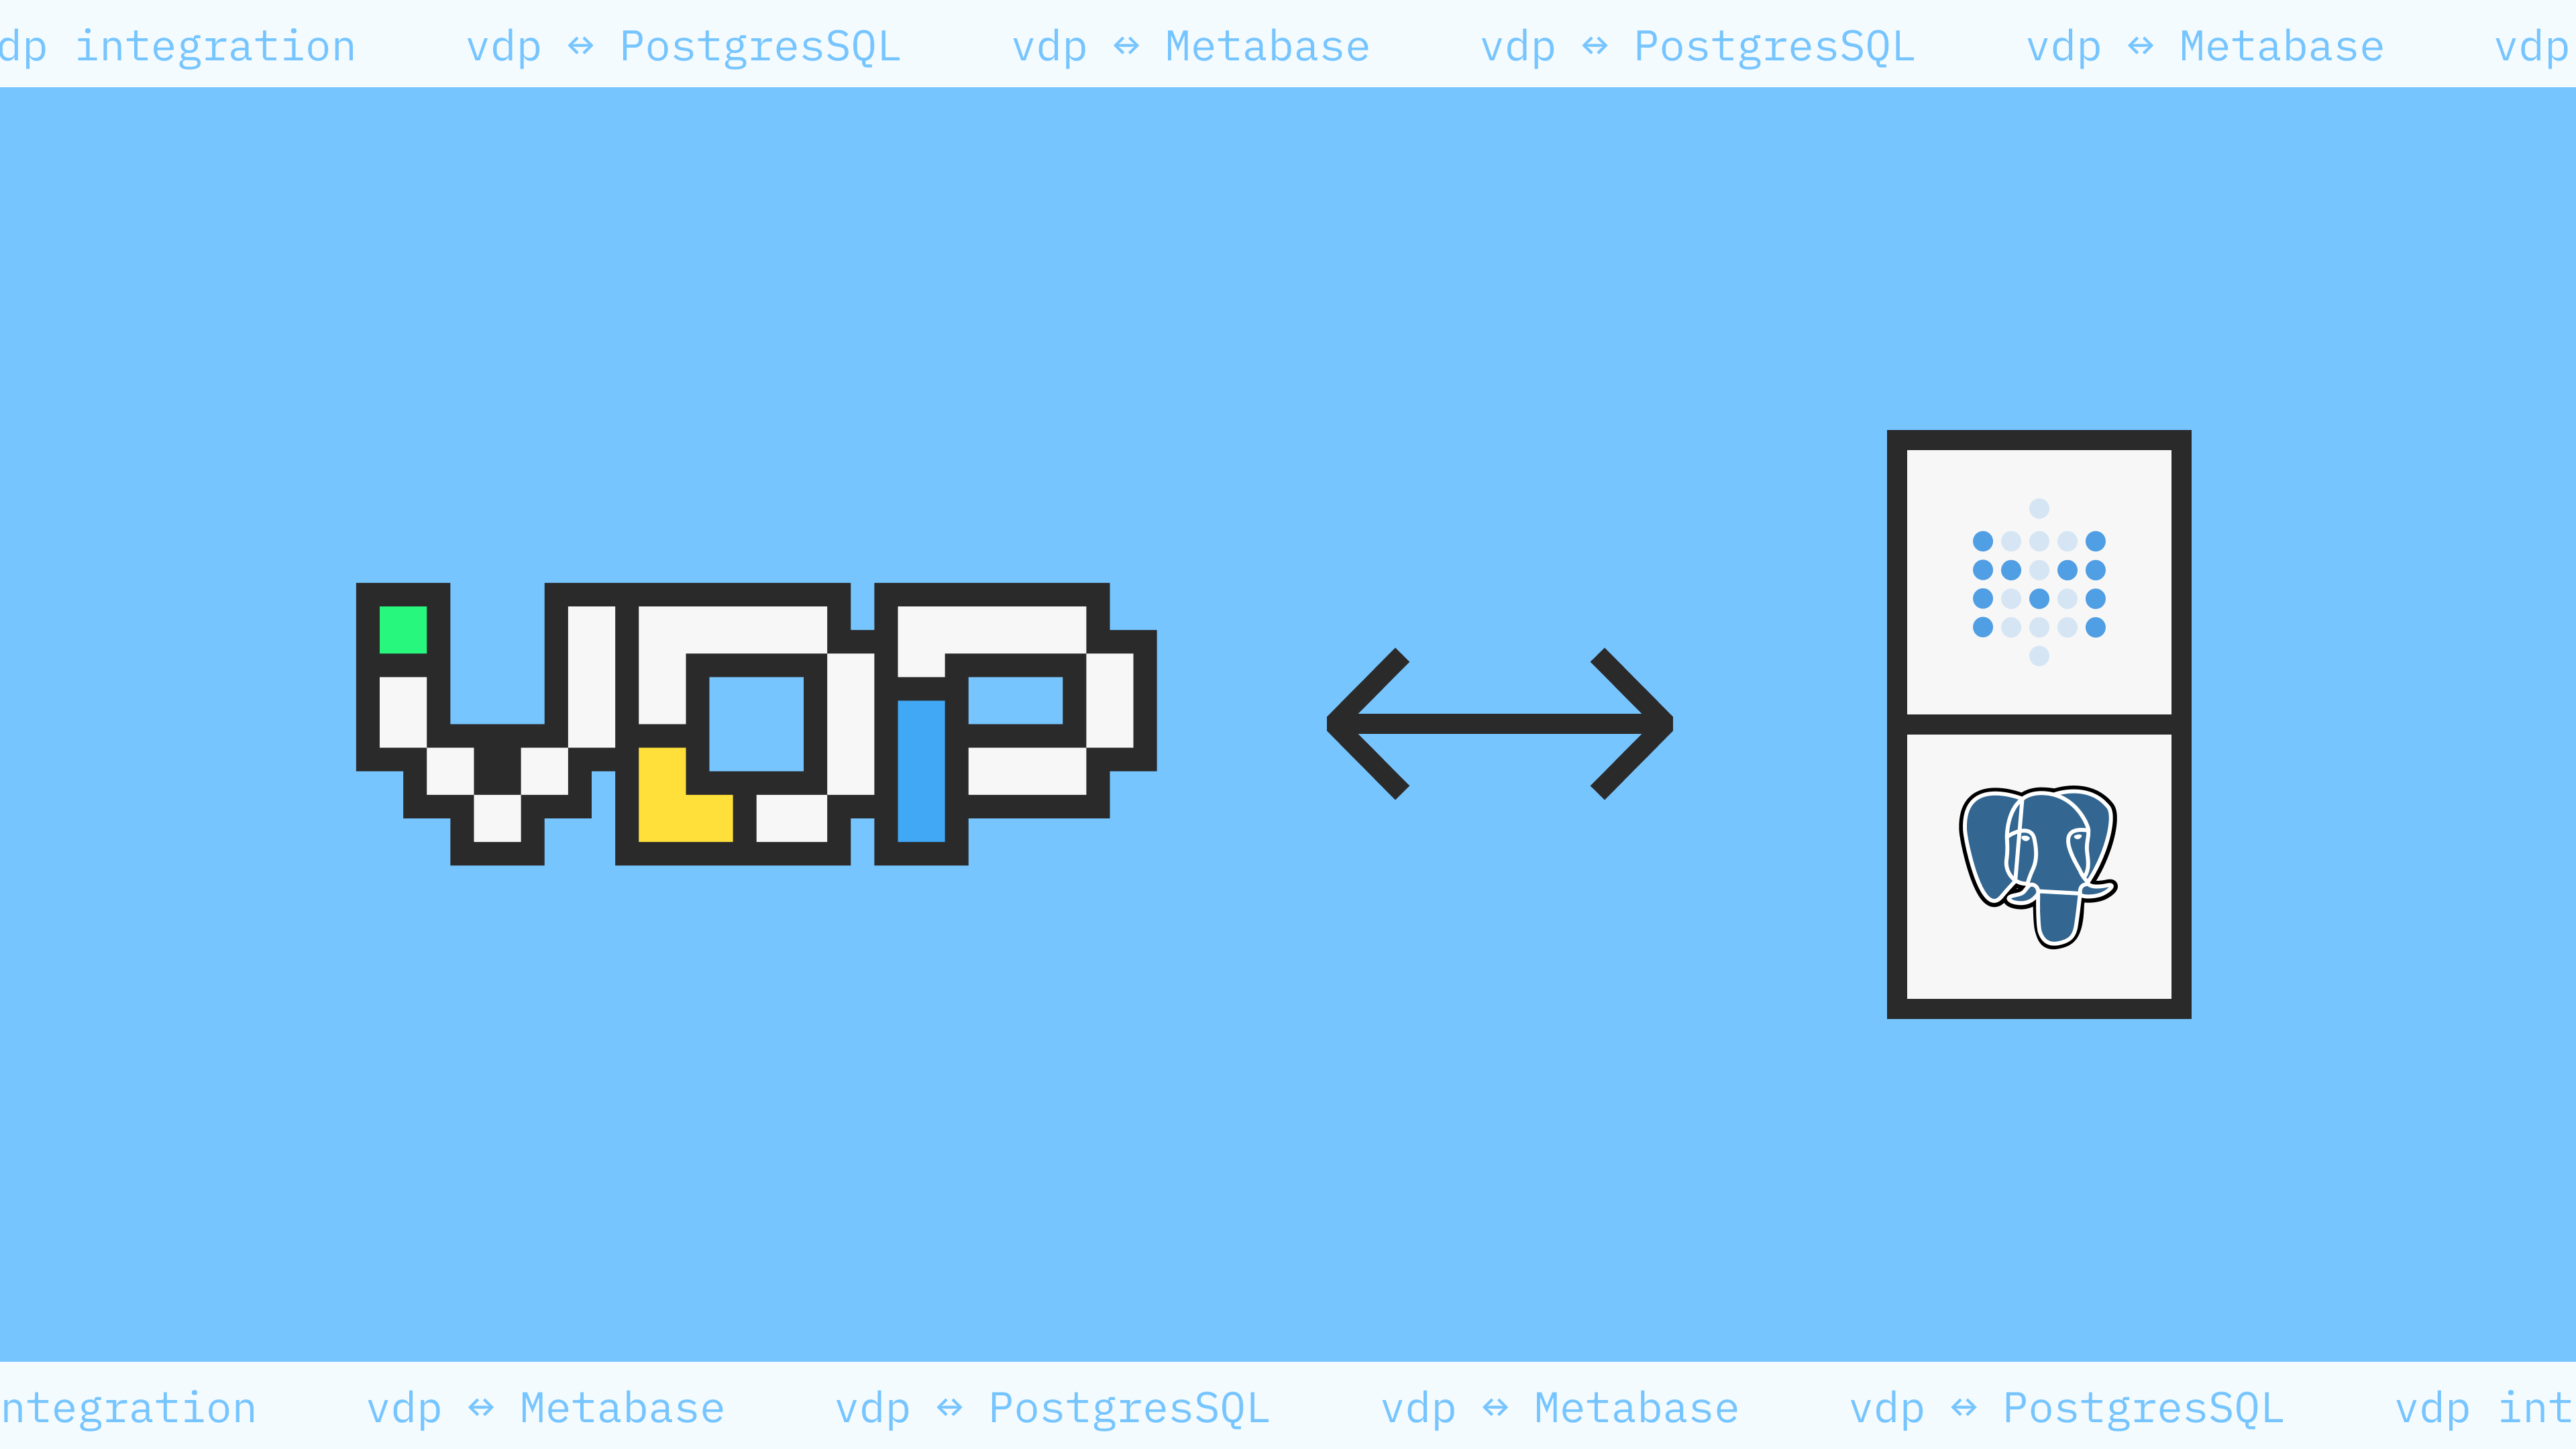 dp integration vdp ↔ PostgresSQL vdp ↔ Metabase vdp ↔ PostgresSQL vdp ↔ Metabase vdp
VDP
ntegration vdp ↔ Metabase vdp ↔ PostgresSQL vdp ↔ Metabase vdp ↔ PostgresSQL vdp int